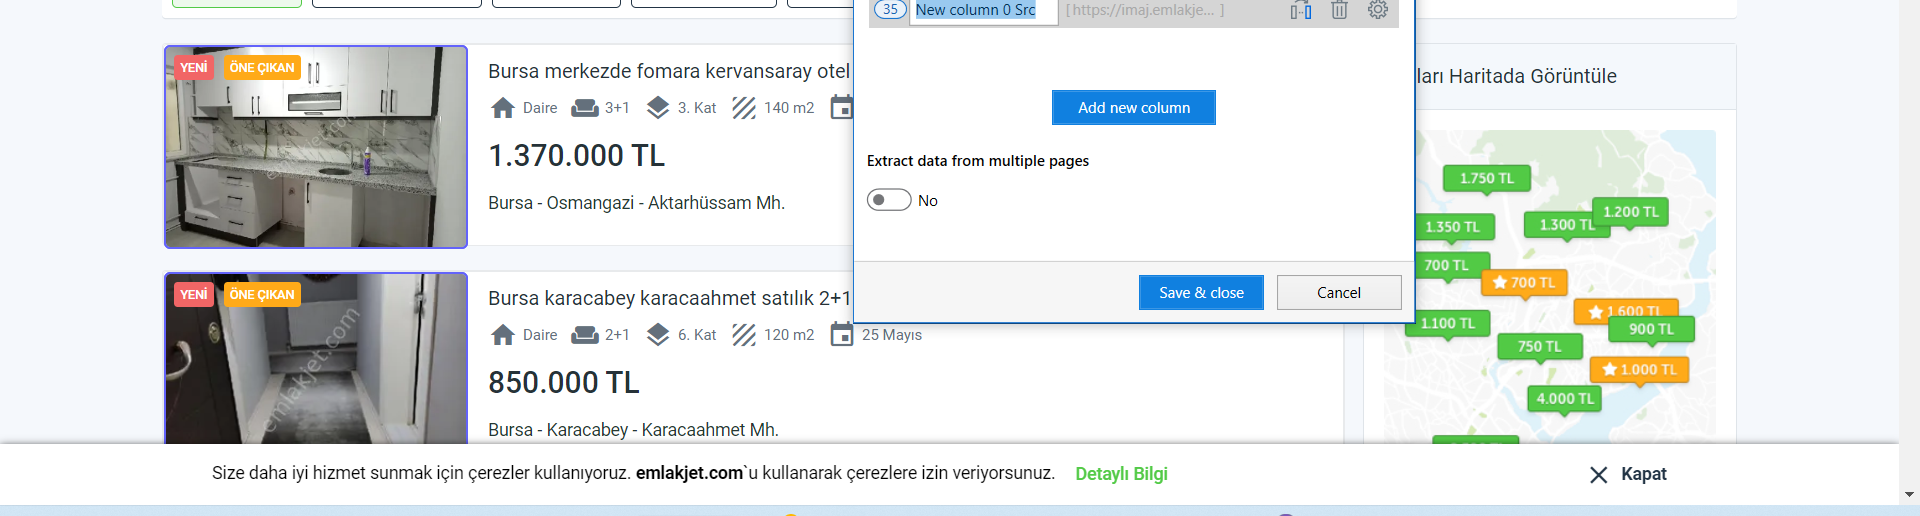 35 New column 0 Src [ https://imaj.emlakje... ]
YENİ ÖNE ÇIKAN
Bursa merkezde fomara kervansaray otel
Daire 3+1 3. Kat 140 m2
1.370.000 TL
Bursa - Osmangazi - Aktarhüssam Mh.
emlakjet.com
Add new column
Extract data from multiple pages
No
Save & close Cancel
YENİ ÖNE ÇIKAN
Bursa karacabey karacaahmet satılık 2+1
Daire 2+1 6. Kat 120 m2 25 Mayıs
850.000 TL
Bursa - Karacabey - Karacaahmet Mh.
emlakjet.com
ları Haritada Görüntüle
1.750 TL
1.200 TL
1.350 TL 1.300 TL
700 TL
700 TL
1.600 TL
1.100 TL 900 TL
750 TL
1.000 TL
4.000 TL
Size daha iyi hizmet sunmak için çerezler kullanıyoruz. emlakjet.com`u kullanarak çerezlere izin veriyorsunuz. Detaylı Bilgi Kapat